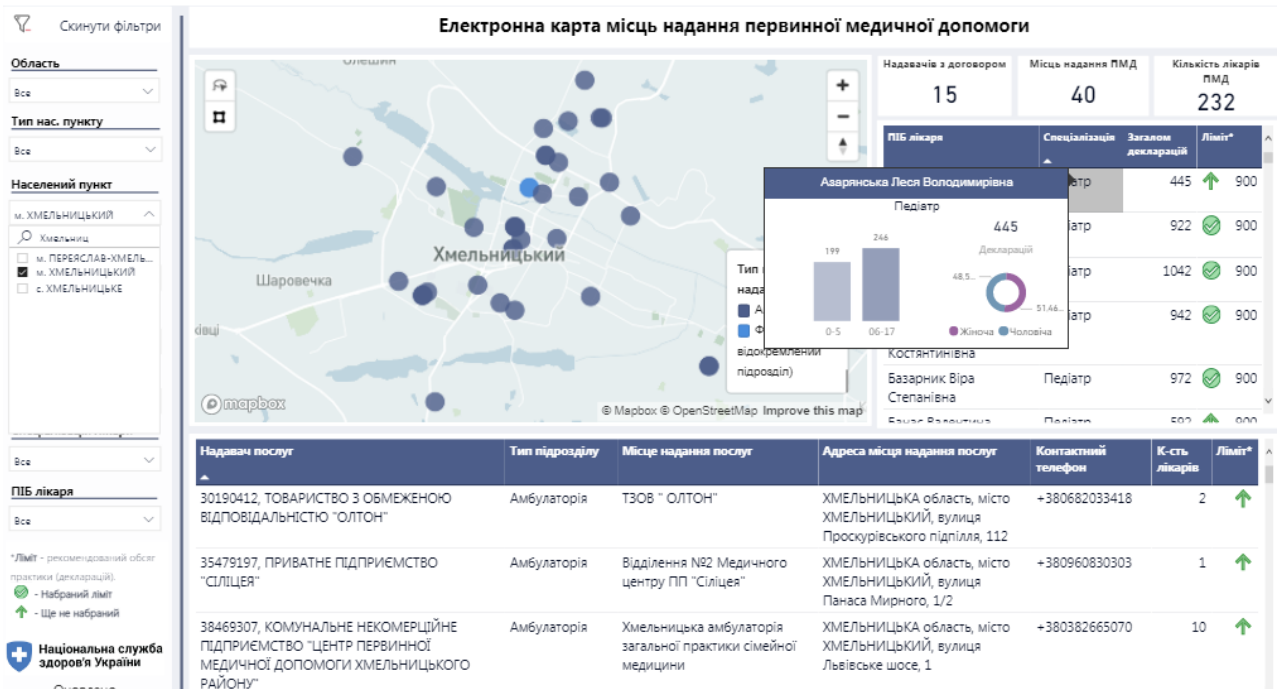 Скинути фільтри
Електронна карта місць надання первинної медичної допомоги
Область
Все
Тип нас. пункту
Все
Населений пункт
м. ХМЕЛЬНИЦЬКИЙ
Хмельниц
м. ПЕРЕЯСЛАВ-ХМЕЛЬ...
м. ХМЕЛЬНИЦЬКИЙ
с. ХМЕЛЬНИЦЬКЕ
Все
ПІБ лікаря
Все
*Ліміт - рекомендований обсяг
практики (декларацій).
- Набраний ліміт
- Ще не набраний
Національна служба
здоров'я України
Хмельницький
Шаровечка
Тип
нада
відокремлений
підрозділ)
mapbox
© Mapbox © OpenStreetMap Improve this map
Надавачів з договором
15
Місць надання ПМД
40
Кількість лікарів
ПМД
232
ПІБ лікаря Спеціалізація Загалом Ліміт*
декларацій
445 900
922 900
1042 900
942 900
Костянтинівна
Базарник Віра Педіатр 972 900
Степанівна
Азарянська Леся Володимирівна
Педіатр
199 246
0-5 06-17
445
Декларацій
48,5...
51,46...
Жіноча Чоловіча
Надавач послуг Тип підрозділу Місце надання послуг Адреса місця надання послуг Контактний К-сть Ліміт*
телефон лікарів
30190412, ТОВАРИСТВО З ОБМЕЖЕНОЮ Амбулаторія ТЗОВ " ОЛТОН" ХМЕЛЬНИЦЬКА область, місто +380682033418 2
ВІДПОВІДАЛЬНІСТЮ "ОЛТОН" ХМЕЛЬНИЦЬКИЙ, вулиця
Проскурівського підпілля, 112
35479197, ПРИВАТНЕ ПІДПРИЄМСТВО Амбулаторія Відділення №2 Медичного ХМЕЛЬНИЦЬКА область, місто +380960830303 1
"СІЛІЦЕЯ" центру ПП "Сіліцея" ХМЕЛЬНИЦЬКИЙ, вулиця
Панаса Мирного, 1/2
38469307, КОМУНАЛЬНЕ НЕКОМЕРЦІЙНЕ Амбулаторія Хмельницька амбулаторія ХМЕЛЬНИЦЬКА область, місто +380382665070 10
ПІДПРИЄМСТВО "ЦЕНТР ПЕРВИННОЇ загальної практики сімейної ХМЕЛЬНИЦЬКИЙ, вулиця
МЕДИЧНОЇ ДОПОМОГИ ХМЕЛЬНИЦЬКОГО медицини Львівське шосе, 1
РАЙОНУ"